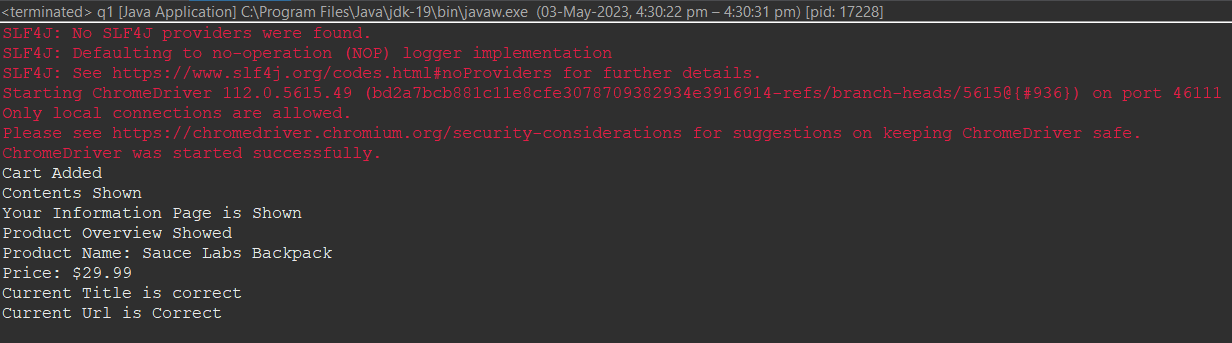 <terminated> q1 [Java Application] C:\Program Files\Java\jdk-19\bin\javaw.exe (03-May-2023, 4:30:22 pm – 4:30:31 pm) [pid: 17228]
SLF4J: No SLF4J providers were found.
SLF4J: Defaulting to no-operation (NOP) logger implementation
SLF4J: See https://www.slf4j.org/codes.html#noProviders for further details.
Starting ChromeDriver 112.0.5615.49 (bd2a7bcb881c11e8cfe3078709382934e3916914-refs/branch-heads/5615@{#936}) on port 46111
Only local connections are allowed.
Please see https://chromedriver.chromium.org/security-considerations for suggestions on keeping ChromeDriver safe.
ChromeDriver was started successfully.
Cart Added
Contents Shown
Your Information Page is Shown
Product Overview Showed
Product Name: Sauce Labs Backpack
Price: $29.99
Current Title is correct
Current Url is Correct